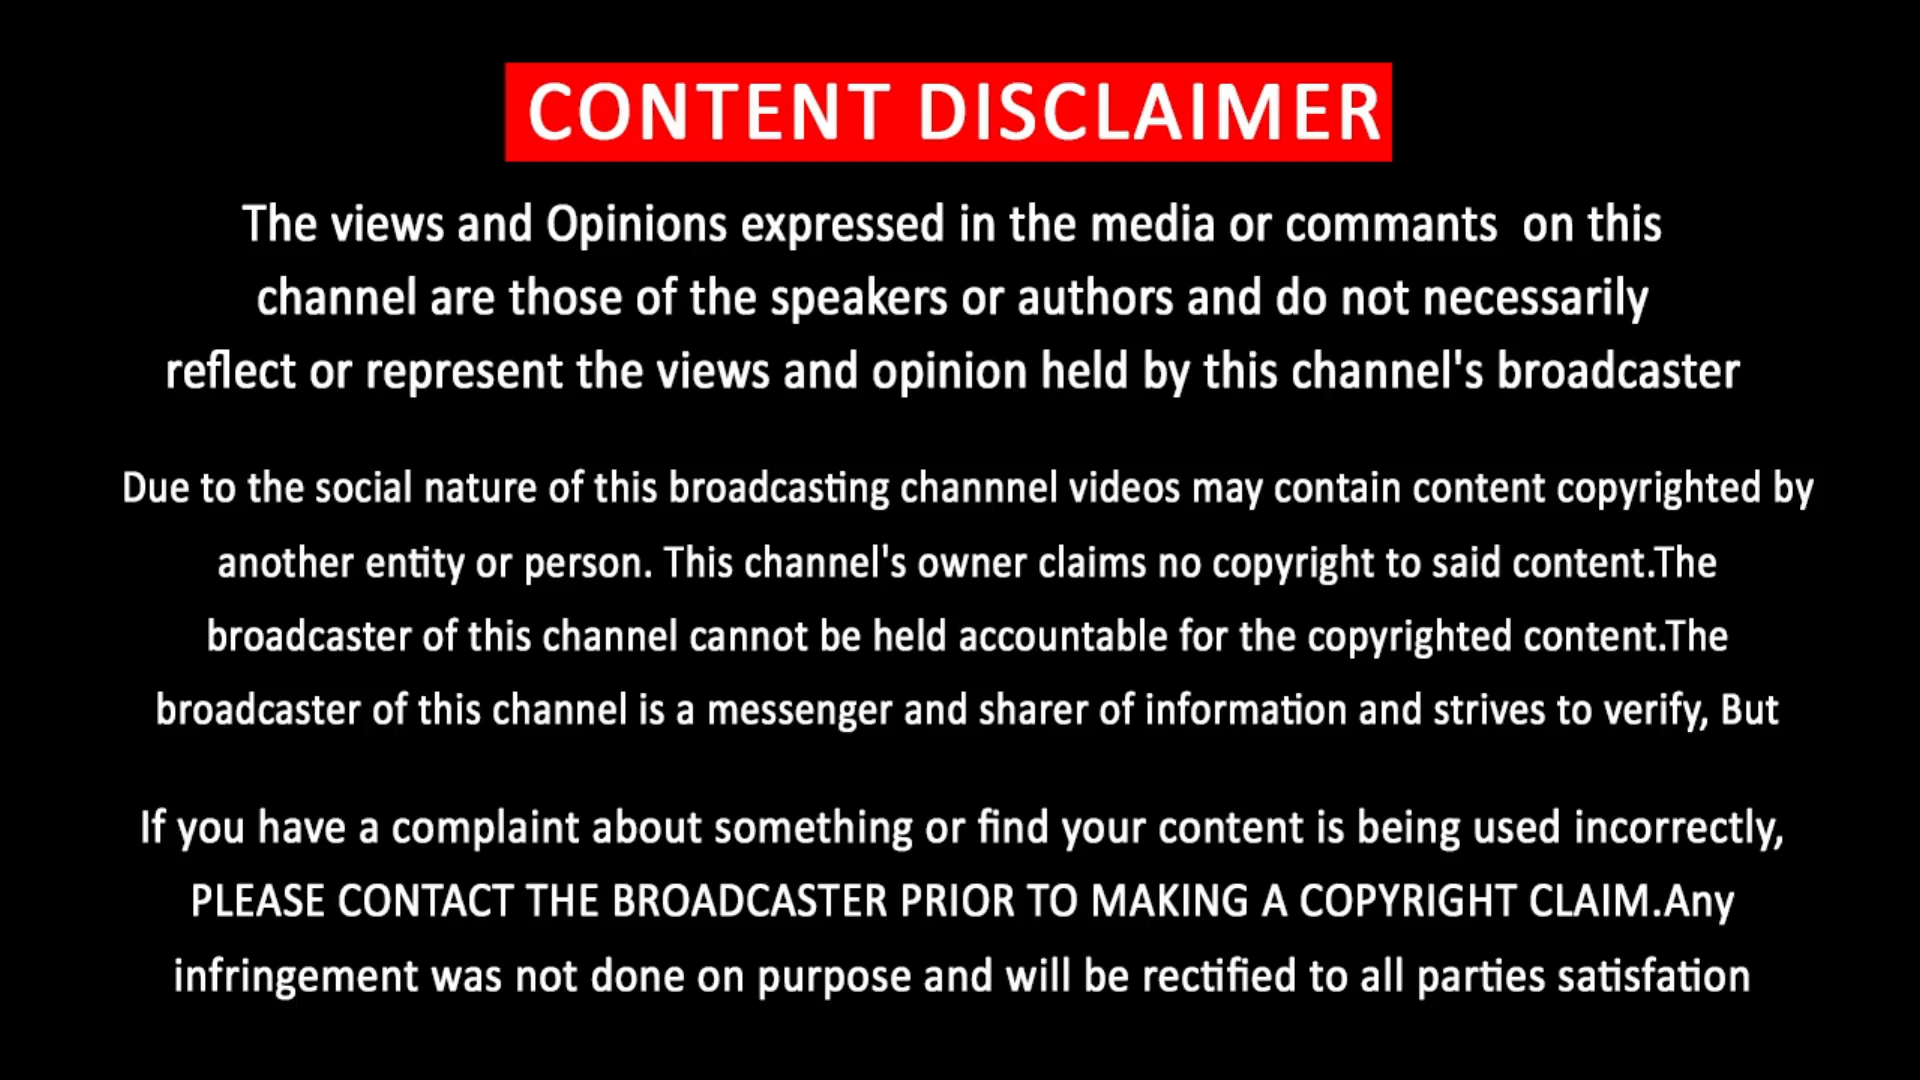 CONTENT DISCLAIMER
The views and Opinions expressed in the media or commants on this
channel are those of the speakers or authors and do not necessarily
reflect or represent the views and opinion held by this channel's broadcaster
Due to the social nature of this broadcasting channnel videos may contain content copyrighted by
another entity or person. This channel's owner claims no copyright to said content.The
broadcaster of this channel cannot be held accountable for the copyrighted content.The
broadcaster of this channel is a messenger and sharer of information and strives to verify, But
If you have a complaint about something or find your content is being used incorrectly,
PLEASE CONTACT THE BROADCASTER PRIOR TO MAKING A COPYRIGHT CLAIM.Any
infringement was not done on purpose and will be rectified to all parties satisfation